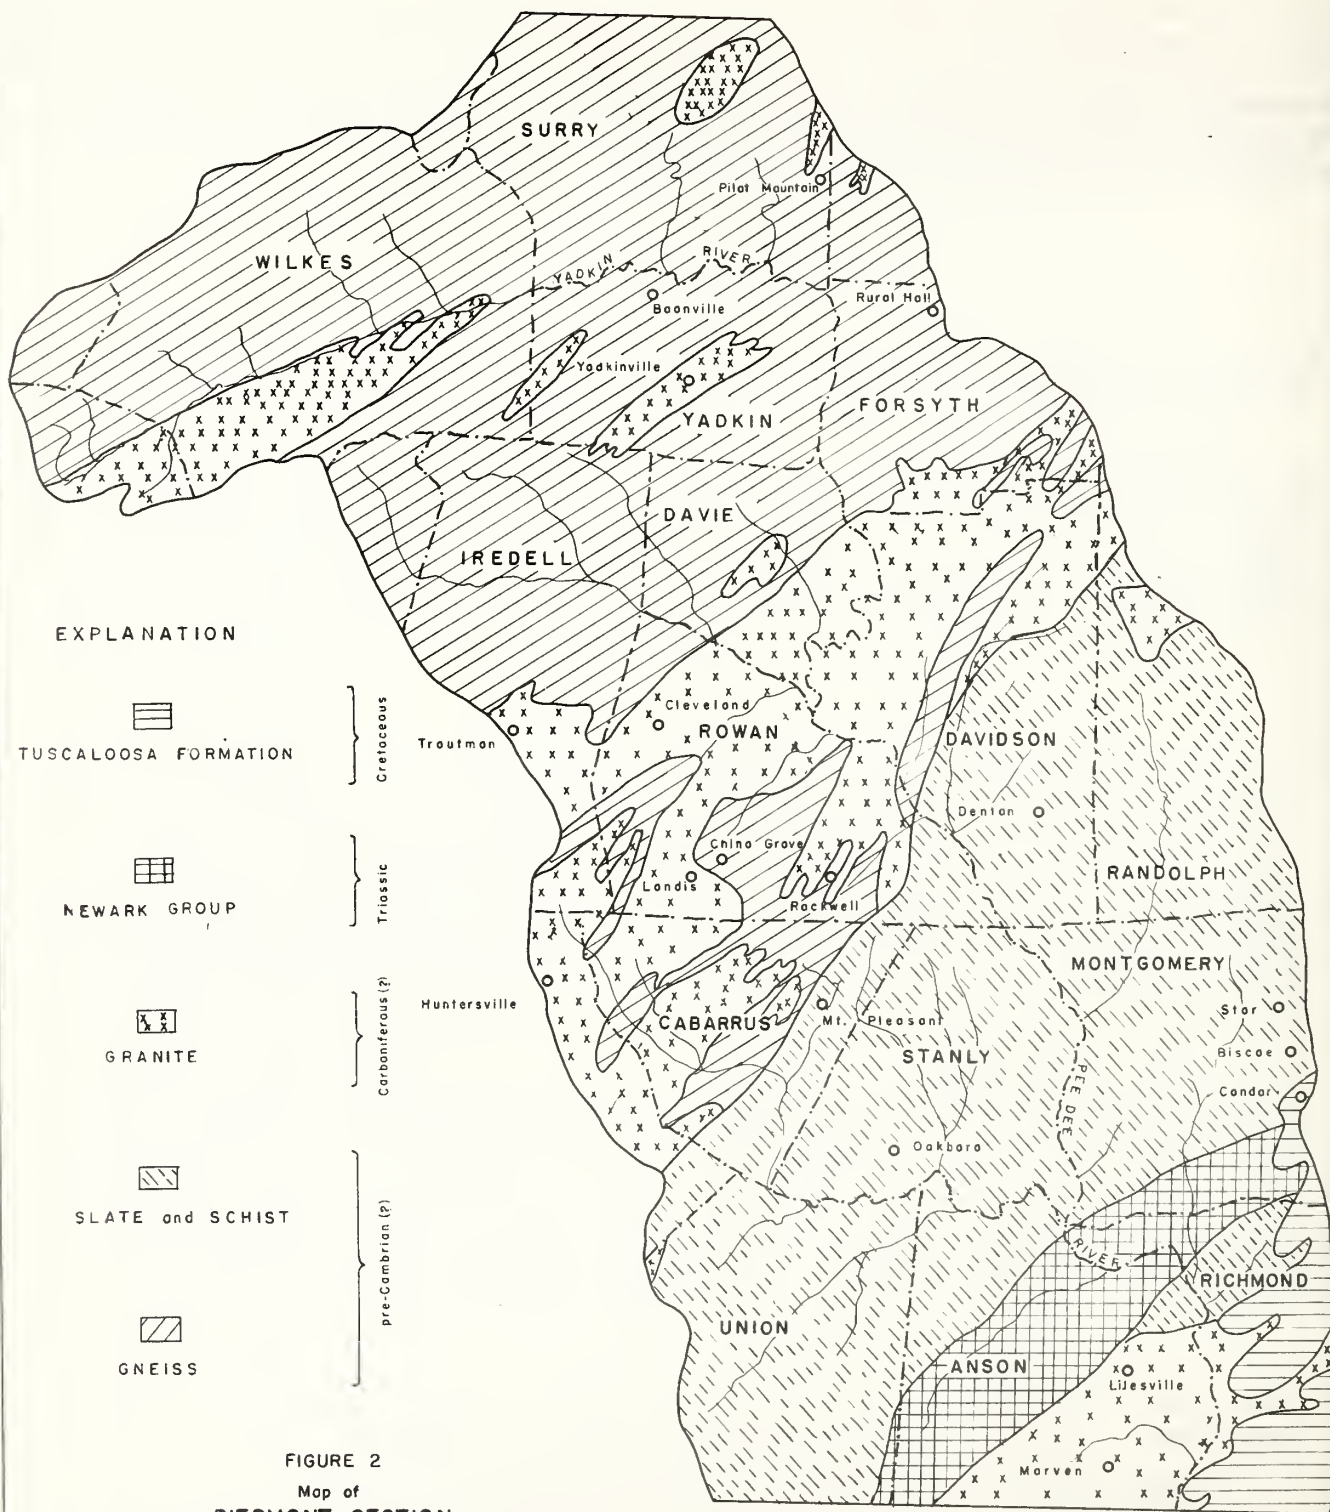 SURRY
Pilot Mountain
WILKES
YADKIN RIVER
Boonville
Rural Hall
Yadkinville
YADKIN
FORSYTH
DAVIE
IREDELL
EXPLANATION
TUSCALOOSA FORMATION
Cretaceous
NEWARK GROUP
Triassic
GRANITE
Carboniferous (?)
SLATE and SCHIST
GNEISS
pre-Cambrian (?)
Troutman
Cleveland
ROWAN
DAVIDSON
Denton
China Grove
Landis
Rockwell
RANDOLPH
MONTGOMERY
Huntersville
CABARRUS
Mt. Pleasant
STANLY
Star
Biscoe
Candor
PEE DEE
Oakboro
RIVER
RICHMOND
UNION
ANSON
Lilesville
Marven
FIGURE 2
Map of
PIEDMONT SECTION